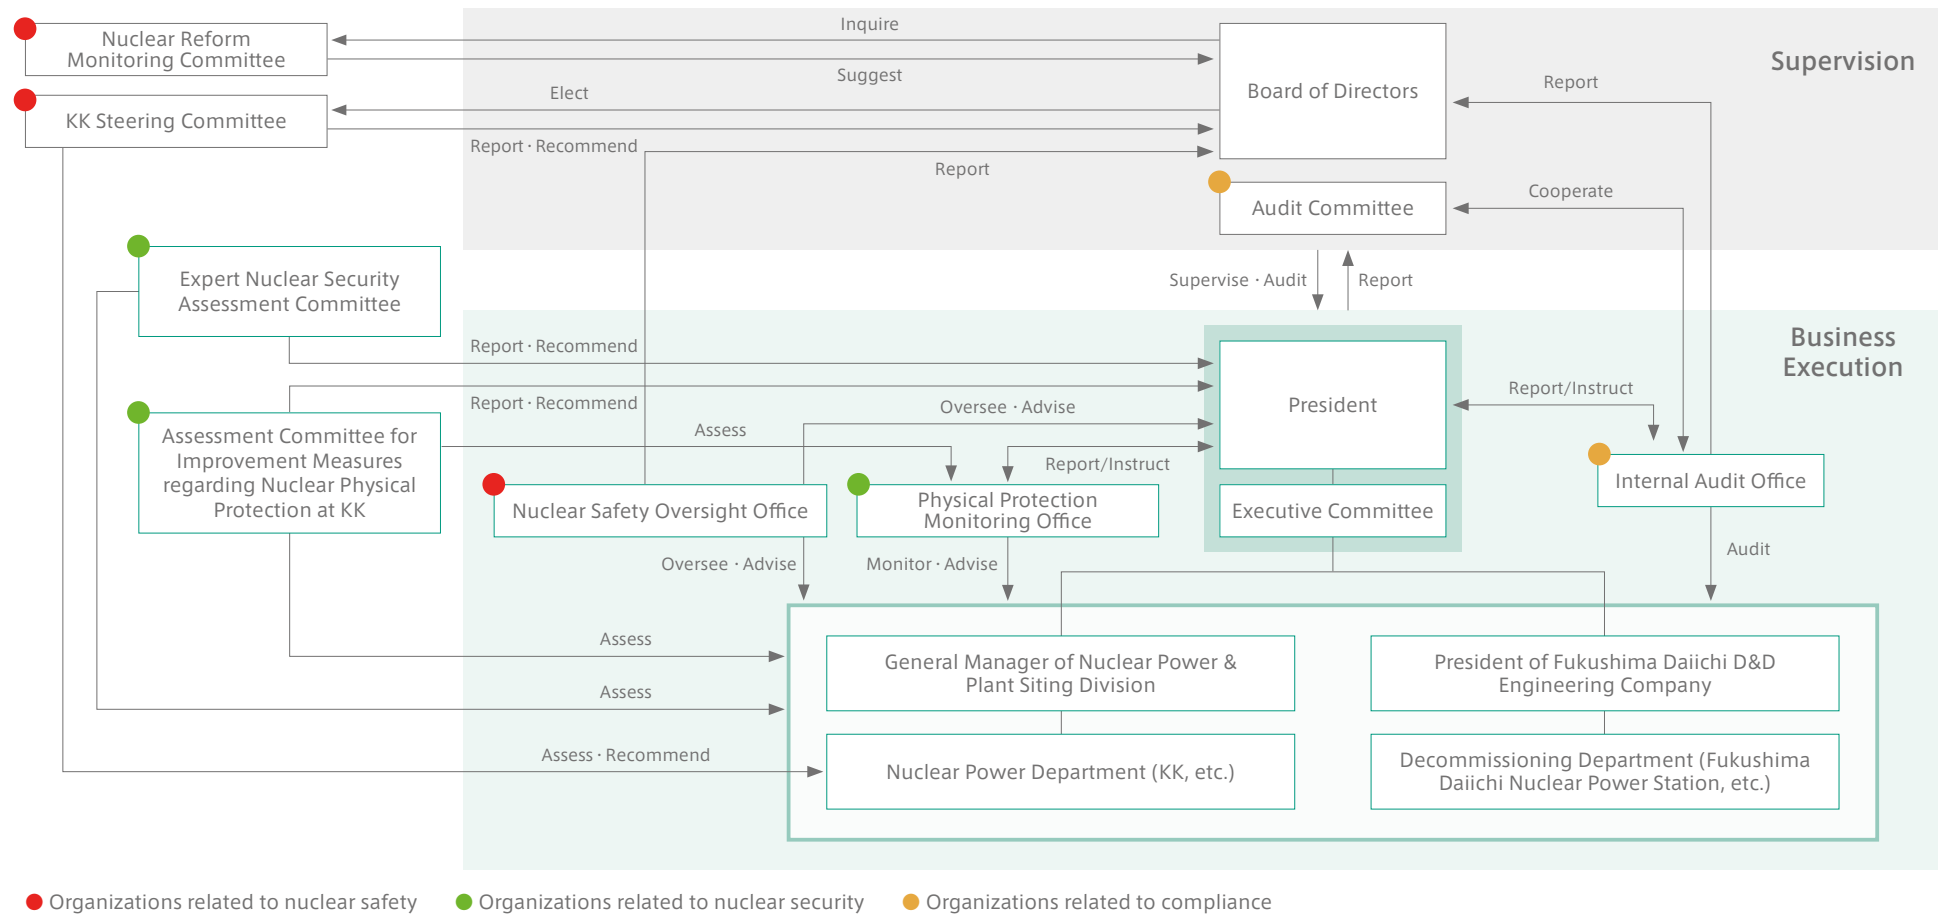 Nuclear Reform
Monitoring Committee
Inquire
Suggest
Board of Directors
Supervision
Report
KK Steering Committee
Elect
Report · Recommend
Report
Audit Committee
Cooperate
Expert Nuclear Security
Assessment Committee
Supervise · Audit
Report
Business
Execution
Report · Recommend
President
Report/Instruct
Report · Recommend
Oversee · Advise
Assessment Committee for
Improvement Measures
regarding Nuclear Physical
Protection at KK
Assess
Report/Instruct
Nuclear Safety Oversight Office
Physical Protection
Monitoring Office
Executive Committee
Internal Audit Office
Oversee · Advise
Monitor · Advise
Audit
Assess
General Manager of Nuclear Power &
Plant Siting Division
President of Fukushima Daiichi D&D
Engineering Company
Assess
Assess · Recommend
Nuclear Power Department (KK, etc.)
Decommissioning Department (Fukushima
Daiichi Nuclear Power Station, etc.)
Organizations related to nuclear safety
Organizations related to nuclear security
Organizations related to compliance